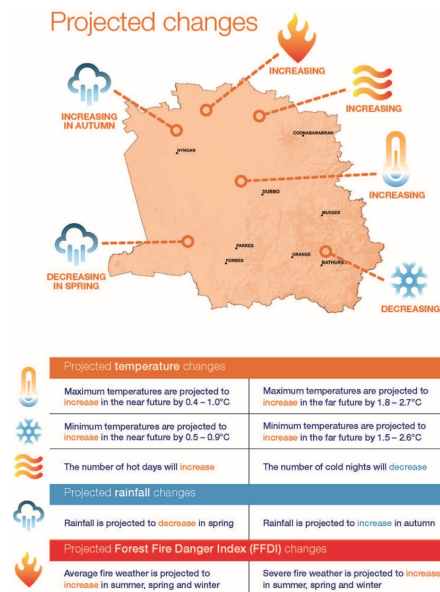 Projected changes
INCREASING
INCREASING
IN AUTUMN
INCREASING
COONABARABRAN
NYNGAN
INCREASING
DUBBO
MUDGEE
DECREASING
IN SPRING
PARKES
FORBES
ORANGE
BATHURST
DECREASING
Projected temperature changes
Maximum temperatures are projected to
increase in the near future by 0.4 – 1.0°C
Maximum temperatures are projected to
increase in the far future by 1.8 – 2.7°C
Minimum temperatures are projected to
increase in the near future by 0.5 – 0.9°C
Minimum temperatures are projected to
increase in the far future by 1.5 – 2.6°C
The number of hot days will increase
The number of cold nights will decrease
Projected rainfall changes
Rainfall is projected to decrease in spring
Rainfall is projected to increase in autumn
Projected Forest Fire Danger Index (FFDI) changes
Average fire weather is projected to
increase in summer, spring and winter
Severe fire weather is projected to increase
in summer, spring and winter